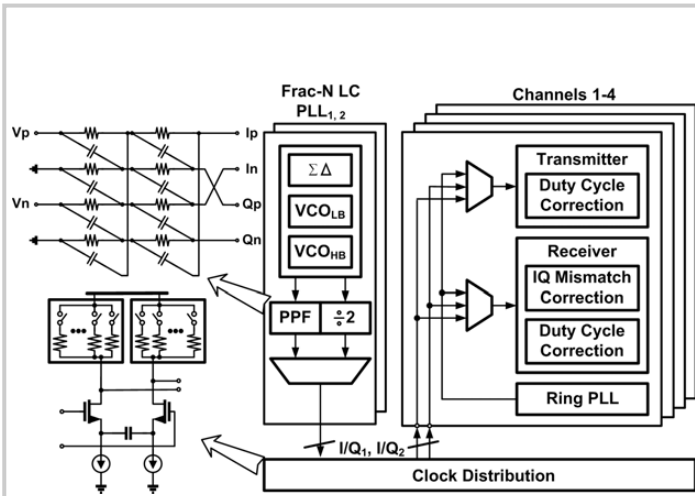 Frac-N LC
PLL1, 2
Channels 1-4
Vp
Vn
Ip
In
Qp
Qn
ΣΔ
VCOLB
VCOHB
PPF
÷2
Transmitter
Duty Cycle
Correction
Receiver
IQ Mismatch
Correction
Duty Cycle
Correction
Ring PLL
I/Q1, I/Q2
Clock Distribution